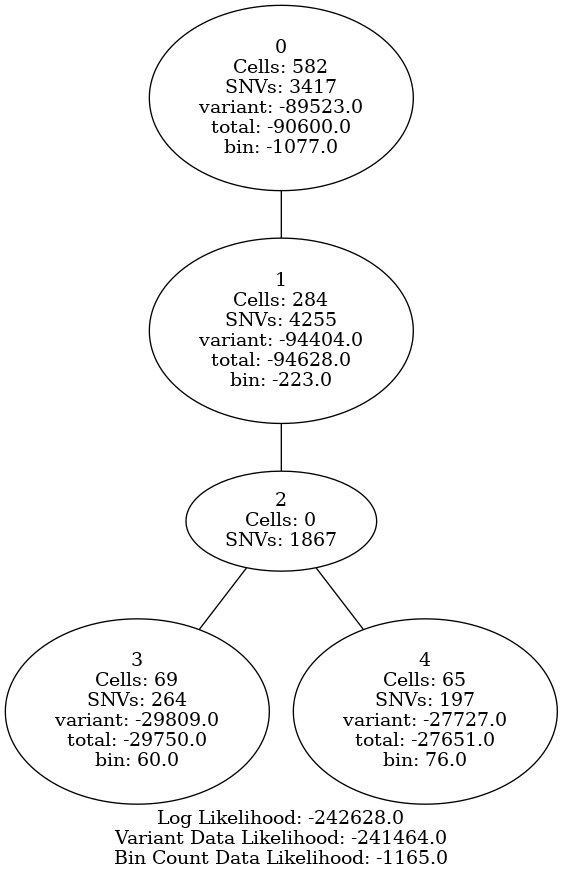 0
Cells: 582
SNVs: 3417
variant: -89523.0
total: -90600.0
bin: -1077.0
1
Cells: 284
SNVs: 4255
variant: -94404.0
total: -94628.0
bin: -223.0
2
Cells: 0
SNVs: 1867
3
Cells: 69
SNVs: 264
variant: -29809.0
total: -29750.0
bin: 60.0
4
Cells: 65
SNVs: 197
variant: -27727.0
total: -27651.0
bin: 76.0
Log Likelihood: -242628.0
Variant Data Likelihood: -241464.0
Bin Count Data Likelihood: -1165.0